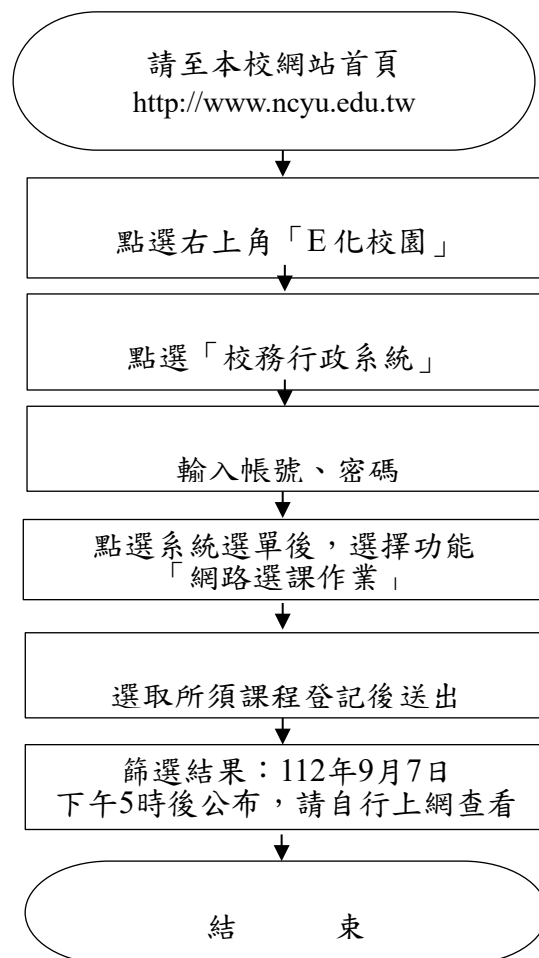 請至本校網站首頁
http://www.ncyu.edu.tw
點選右上角「E化校園」
點選「校務行政系統」
輸入帳號、密碼
點選系統選單後，選擇功能
「網路選課作業」
選取所須課程登記後送出
篩選結果：112年9月7日
下午5時後公布，請自行上網查看
結 束